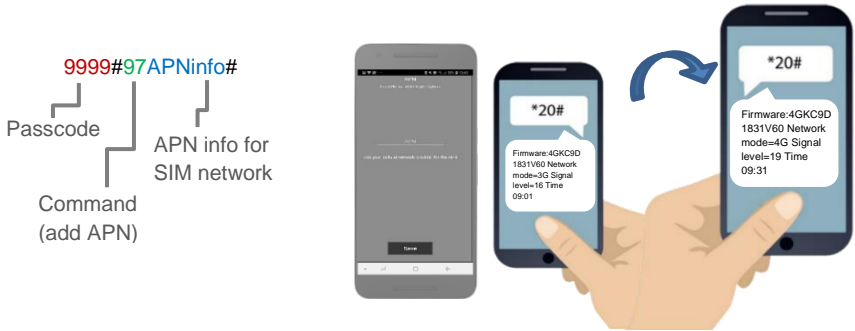 9999#97APNinfo#
Passcode
APN info for
SIM network
Command
(add APN)
*20#
Firmware:4GKC9D
1831V60 Network
mode=3G Signal
level=16 Time
09:01
*20#
Firmware:4GKC9D
1831V60 Network
mode=4G Signal
level=19 Time
09:31